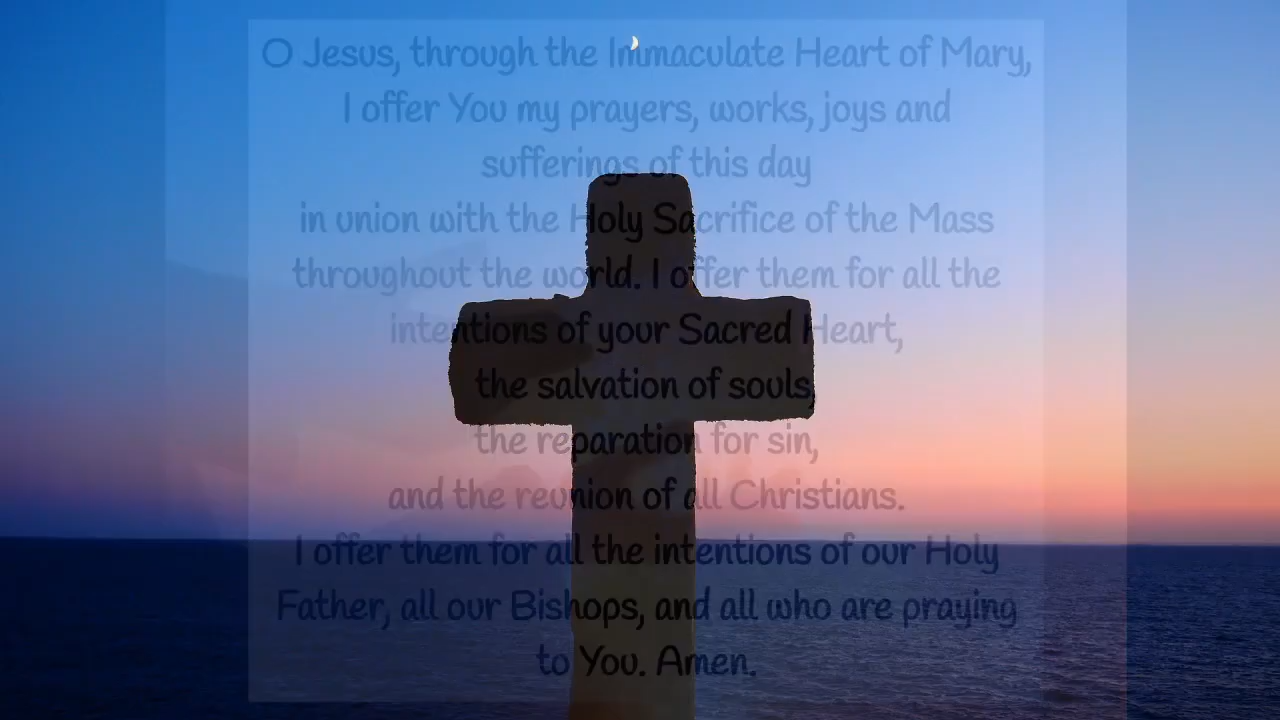 O Jesus, through the Immaculate Heart of Mary,
I offer You my prayers, works, joys and
sufferings of this day
in union with the Holy Sacrifice of the Mass
throughout the world. I offer them for all the
intentions of your Sacred Heart,
the salvation of souls,
the reparation for sin,
and the reunion of all Christians.
I offer them for all the intentions of our Holy
Father, all our Bishops, and all who are praying
to You. Amen.